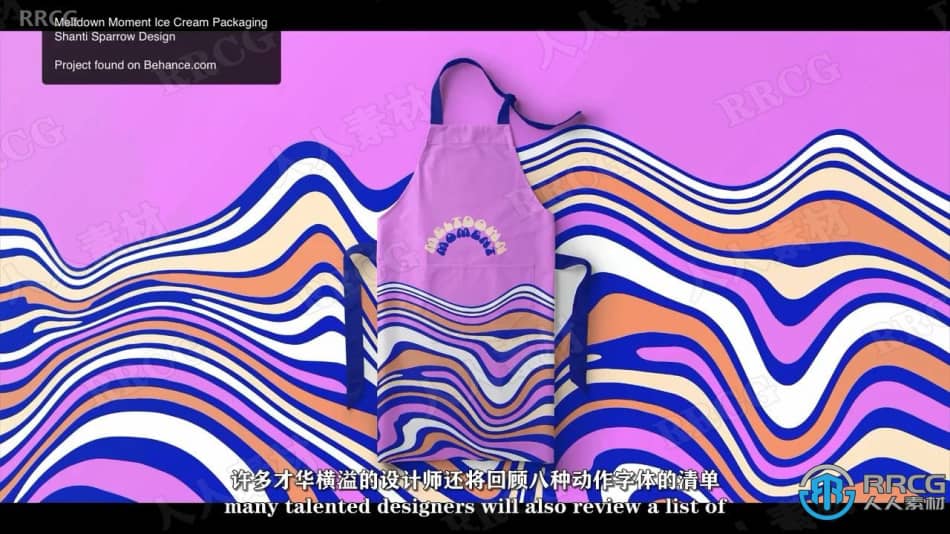 RRCG
Melldown Moment Ice Cream Packaging
Shanti Sparrow Design
Project found on Behance.com
MELTDOWN
MOMENT
许多才华横溢的设计师还将回顾八种动作字体的清单
many talented designers will also review a list of
RRCG
人人素材